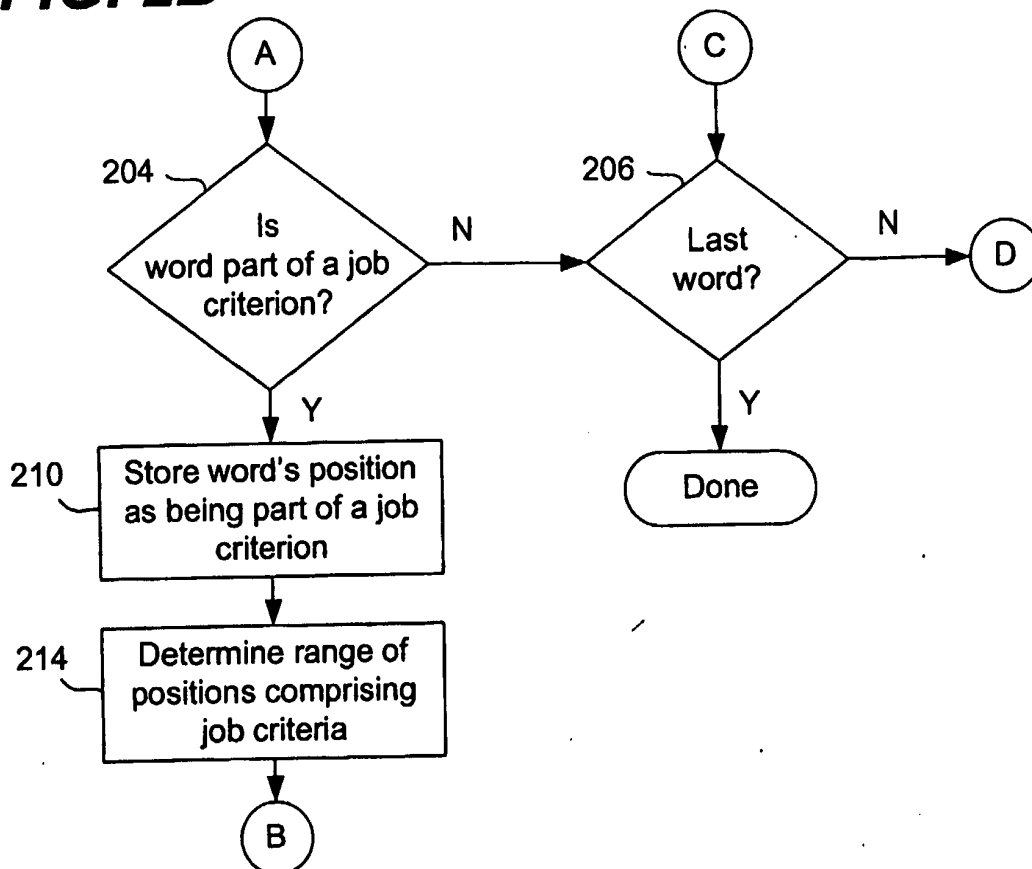 A
C
204
Is
word part of a job
criterion?
N
206
Last
word?
N
D
Y
Y
210
Store word's position
as being part of a job
criterion
Done
214
Determine range of
positions comprising
job criteria
B